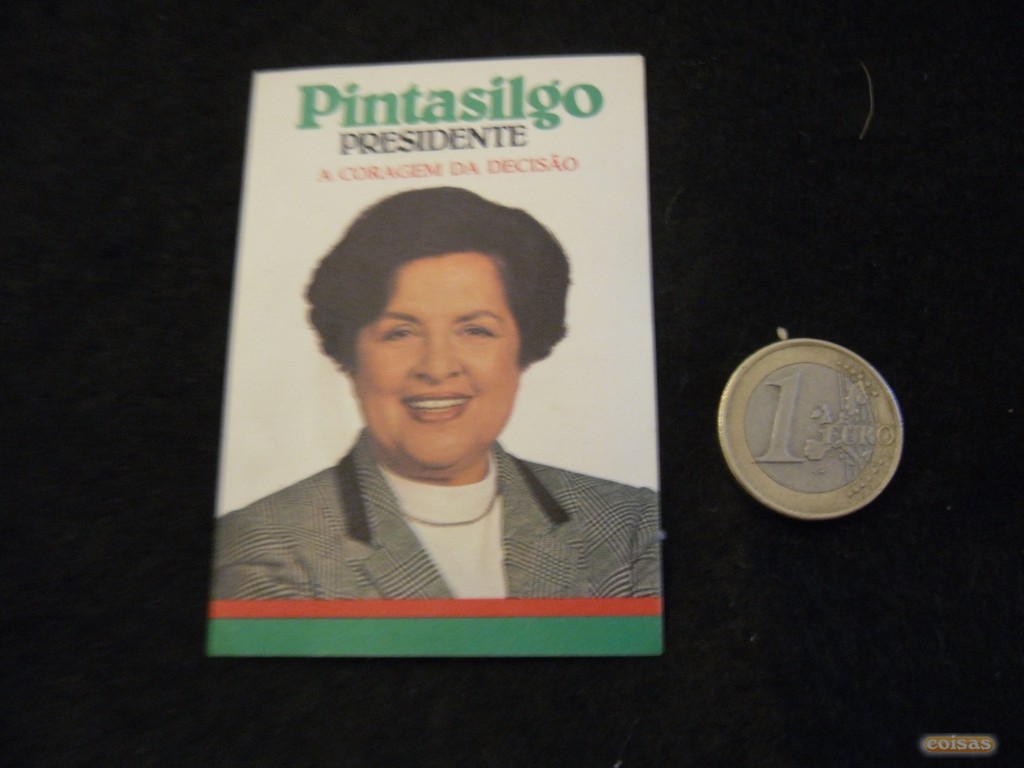 Pintasilgo
PRESIDENTE
A CORAGEM DA DECISÃO
1
EURO
coisas